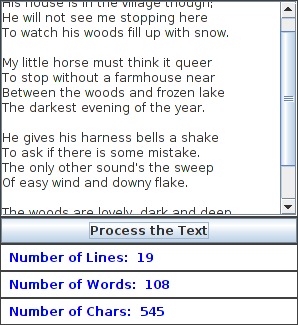 His house is in the village though;
He will not see me stopping here
To watch his woods fill up with snow.
My little horse must think it queer
To stop without a farmhouse near
Between the woods and frozen lake
The darkest evening of the year.
He gives his harness bells a shake
To ask if there is some mistake.
The only other sound's the sweep
Of easy wind and downy flake.
The woods are lovely, dark and deep
Process the Text
Number of Lines: 19
Number of Words: 108
Number of Chars: 545